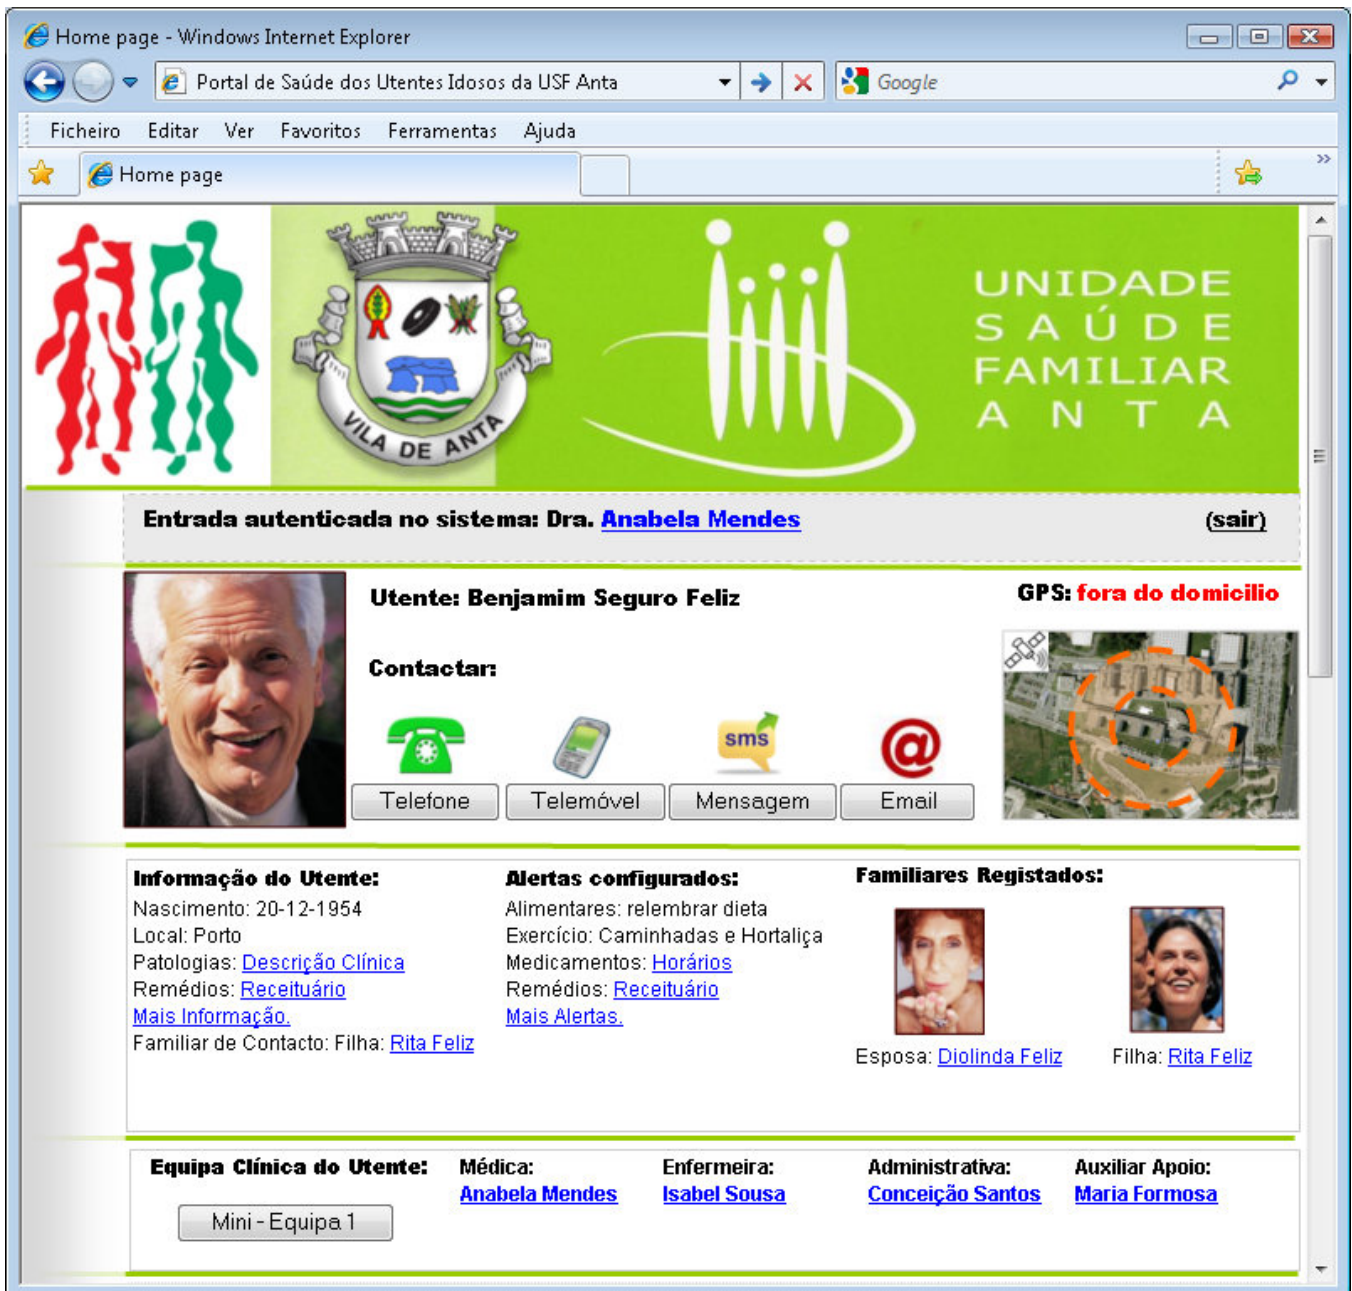 Home page - Windows Internet Explorer
Portal de Saúde dos Utentes Idosos da USF Anta
Google
Ficheiro Editar Ver Favoritos Ferramentas Ajuda
Home page
VILA DE ANTA
UNIDADE
SAÚDE
FAMILIAR
ANTA
Entrada autenticada no sistema: Dra. Anabela Mendes (sair)
Utente: Benjamim Seguro Feliz
GPS: fora do domicilio
Contactar:
sms
@
Telefone Telemóvel Mensagem Email
Informação do Utente:
Nascimento: 20-12-1954
Local: Porto
Patologias: Descrição Clínica
Remédios: Receituário
Mais Informação.
Familiar de Contacto: Filha: Rita Feliz
Alertas configurados:
Alimentares: relembrar dieta
Exercício: Caminhadas e Hortaliça
Medicamentos: Horários
Remédios: Receituário
Mais Alertas.
Familiares Registados:
Esposa: Diolinda Feliz Filha: Rita Feliz
Equipa Clínica do Utente:
Mini - Equipa 1
Médica:
Anabela Mendes
Enfermeira:
Isabel Sousa
Administrativa:
Conceição Santos
Auxiliar Apoio:
Maria Formosa